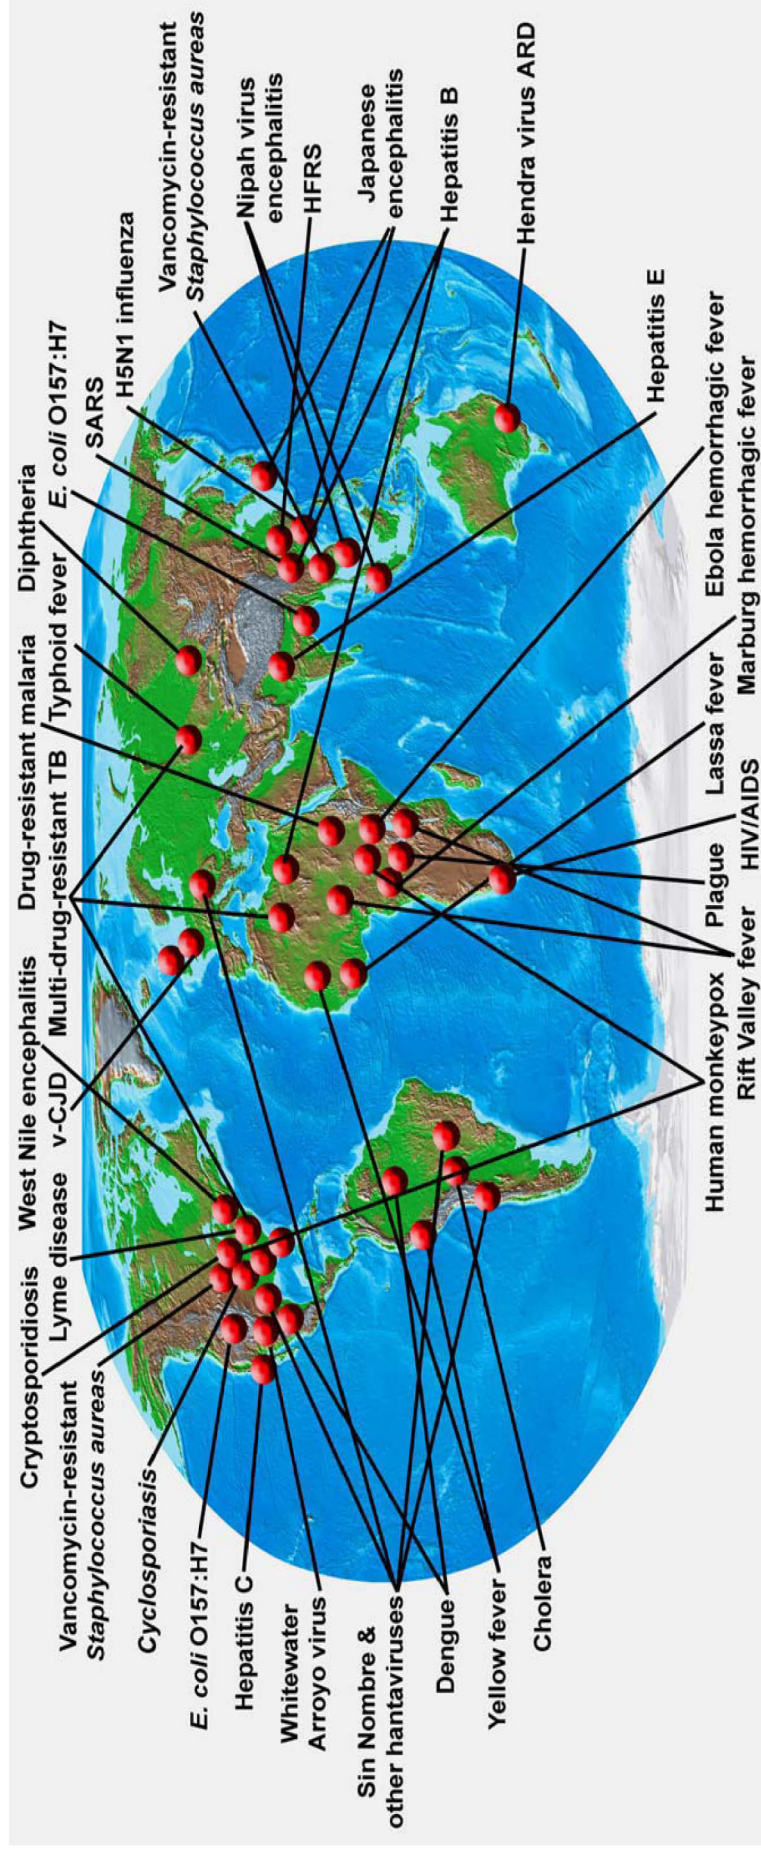 Cryptosporidiosis
West Nile encephalitis
Drug-resistant malaria
Diphtheria
Lyme disease
v-CJD
Multi-drug-resistant TB
Typhoid fever
E. coli O157:H7
Vancomycin-resistant
Staphylococcus aureas
SARS
H5N1 influenza
Cyclosporiasis
Vancomycin-resistant
Staphylococcus aureas
E. coli O157:H7
Nipah virus
encephalitis
Hepatitis C
HFRS
Whitewater
Arroyo virus
Japanese
encephalitis
Sin Nombre &
other hantaviruses
Hepatitis B
Dengue
Hendra virus ARD
Yellow fever
Cholera
Hepatitis E
Human monkeypox
Plague
Lassa fever
Ebola hemorrhagic fever
Rift Valley fever
HIV/AIDS
Marburg hemorrhagic fever